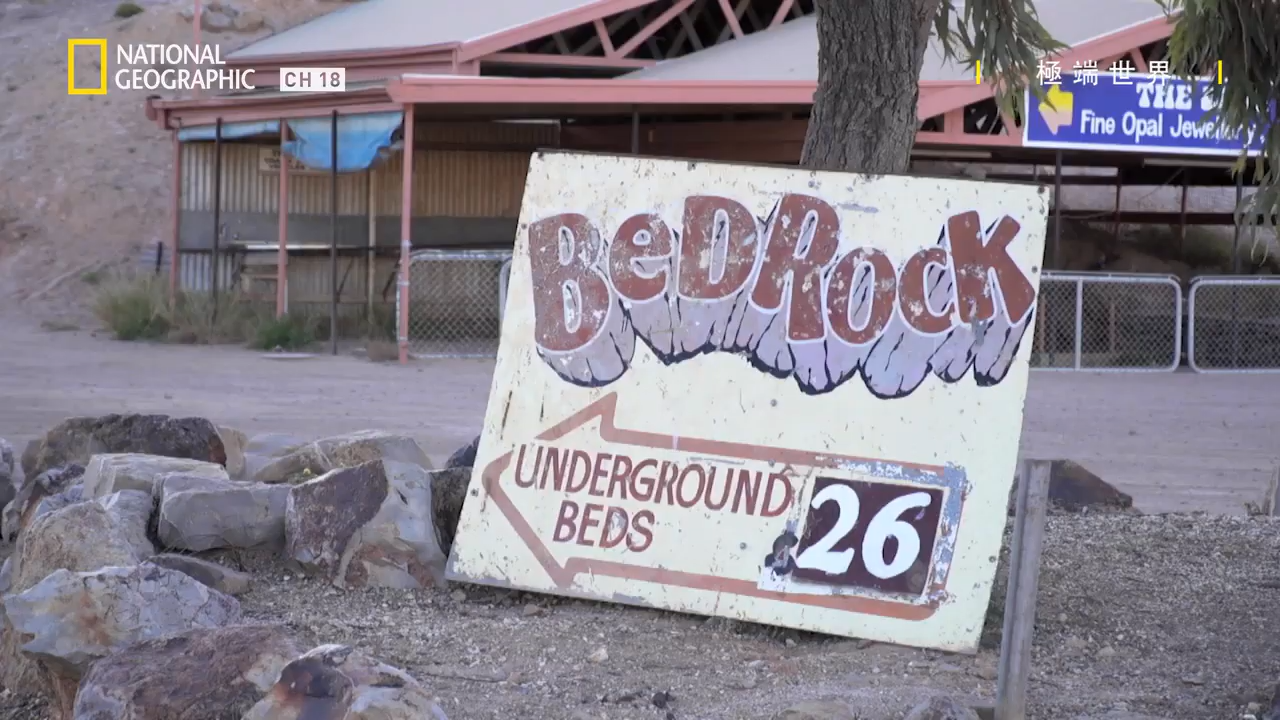 NATIONAL
GEOGRAPHIC CH 18
極端世界
THE
Fine Opal Jewellery
BEDROCK
UNDERGROUND
BEDS
26